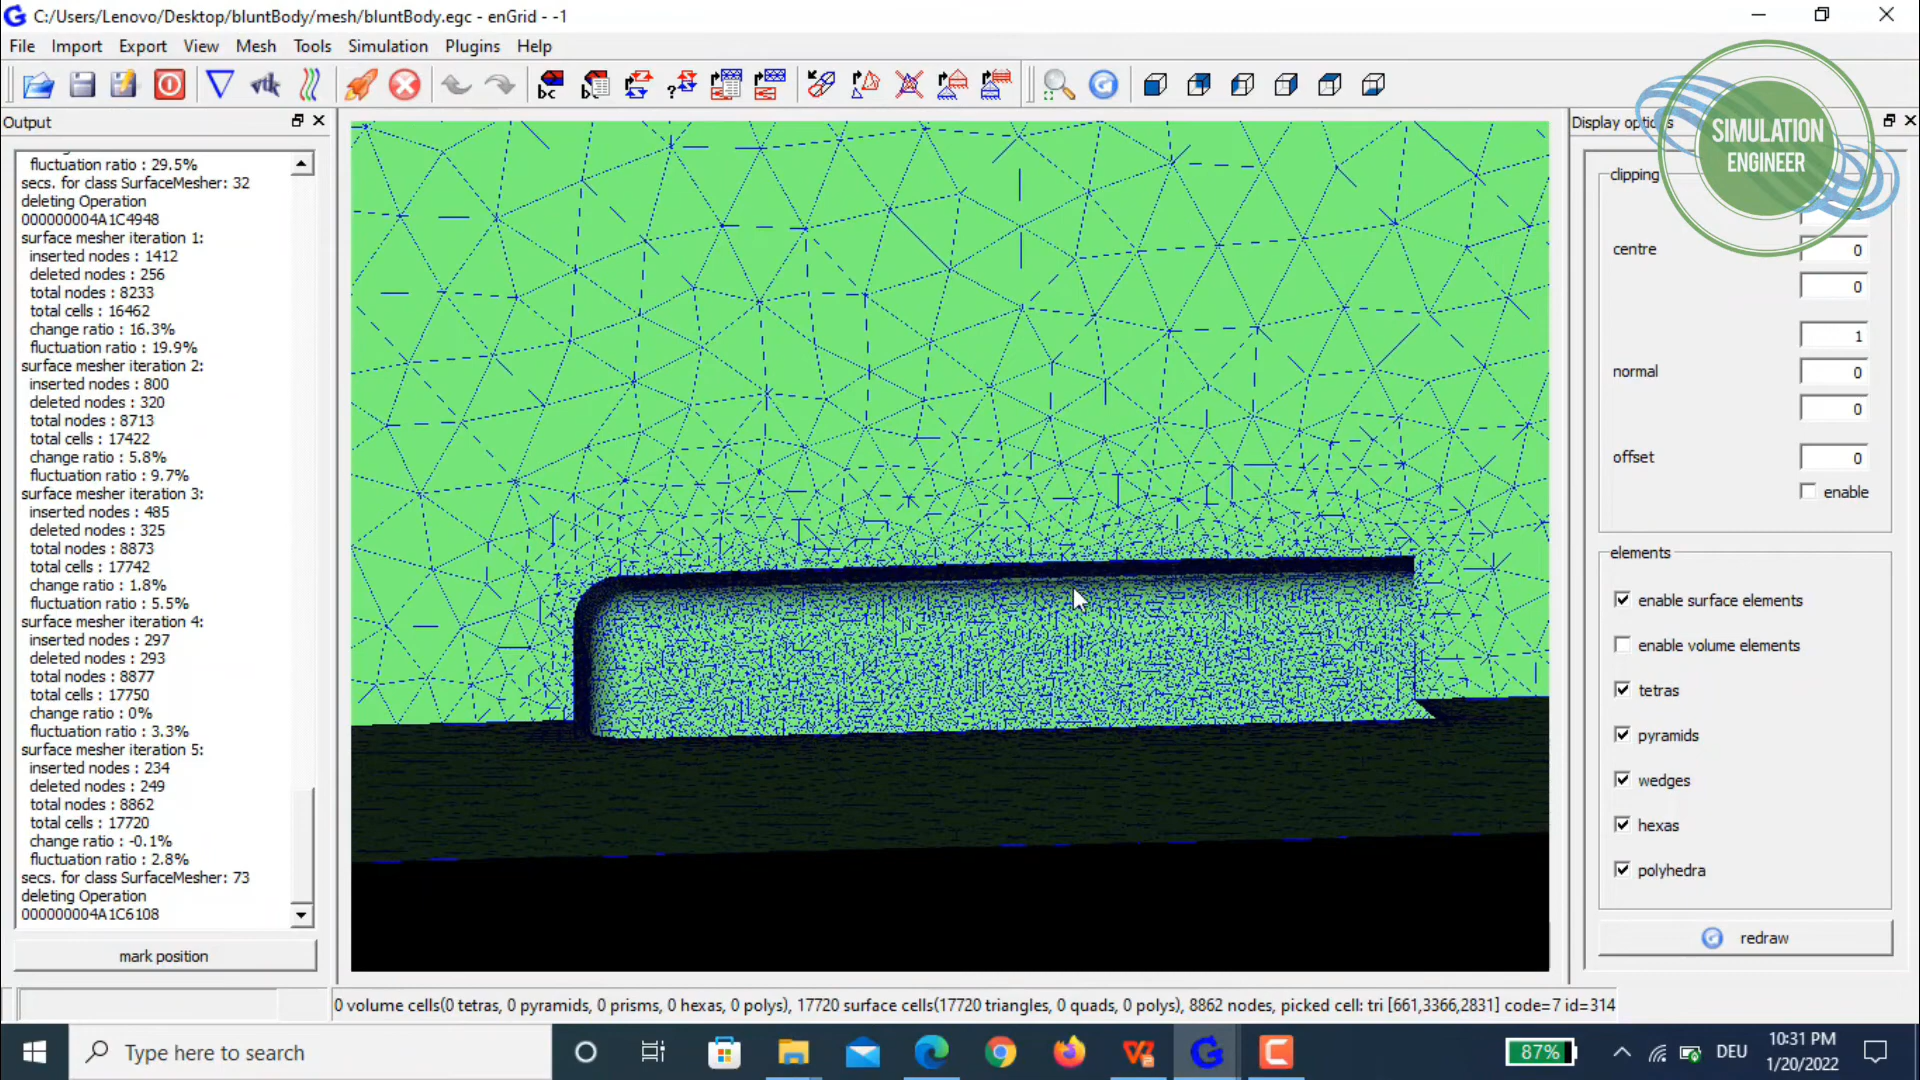 C:/Users/Lenovo/Desktop/bluntBody/mesh/bluntBody.egc - enGrid - -1
File Import Export View Mesh Tools Simulation Plugins Help
vtk
bc
Output
Display options
SIMULATION
ENGINEER
fluctuation ratio : 29.5%
secs. for class SurfaceMesher: 32
deleting Operation
000000004A1C4948
surface mesher iteration 1:
inserted nodes : 1412
deleted nodes : 256
total nodes : 8233
total cells : 16462
change ratio : 16.3%
fluctuation ratio : 19.9%
surface mesher iteration 2:
inserted nodes : 800
deleted nodes : 320
total nodes : 8713
total cells : 17422
change ratio : 5.8%
fluctuation ratio : 9.7%
surface mesher iteration 3:
inserted nodes : 485
deleted nodes : 325
total nodes : 8873
total cells : 17742
change ratio : 1.8%
fluctuation ratio : 5.5%
surface mesher iteration 4:
inserted nodes : 297
deleted nodes : 293
total nodes : 8877
total cells : 17750
change ratio : 0%
fluctuation ratio : 3.3%
surface mesher iteration 5:
inserted nodes : 234
deleted nodes : 249
total nodes : 8862
total cells : 17720
change ratio : -0.1%
fluctuation ratio : 2.8%
secs. for class SurfaceMesher: 73
deleting Operation
000000004A1C6108
mark position
clipping
centre 0
0
1
normal 0
0
offset 0
enable
elements
enable surface elements
enable volume elements
tetras
pyramids
wedges
hexas
polyhedra
redraw
0 volume cells(0 tetras, 0 pyramids, 0 prisms, 0 hexas, 0 polys), 17720 surface cells(17720 triangles, 0 quads, 0 polys), 8862 nodes, picked cell: tri [661,3366,2831] code=7 id=314
Type here to search
87%
DEU
10:31 PM
1/20/2022